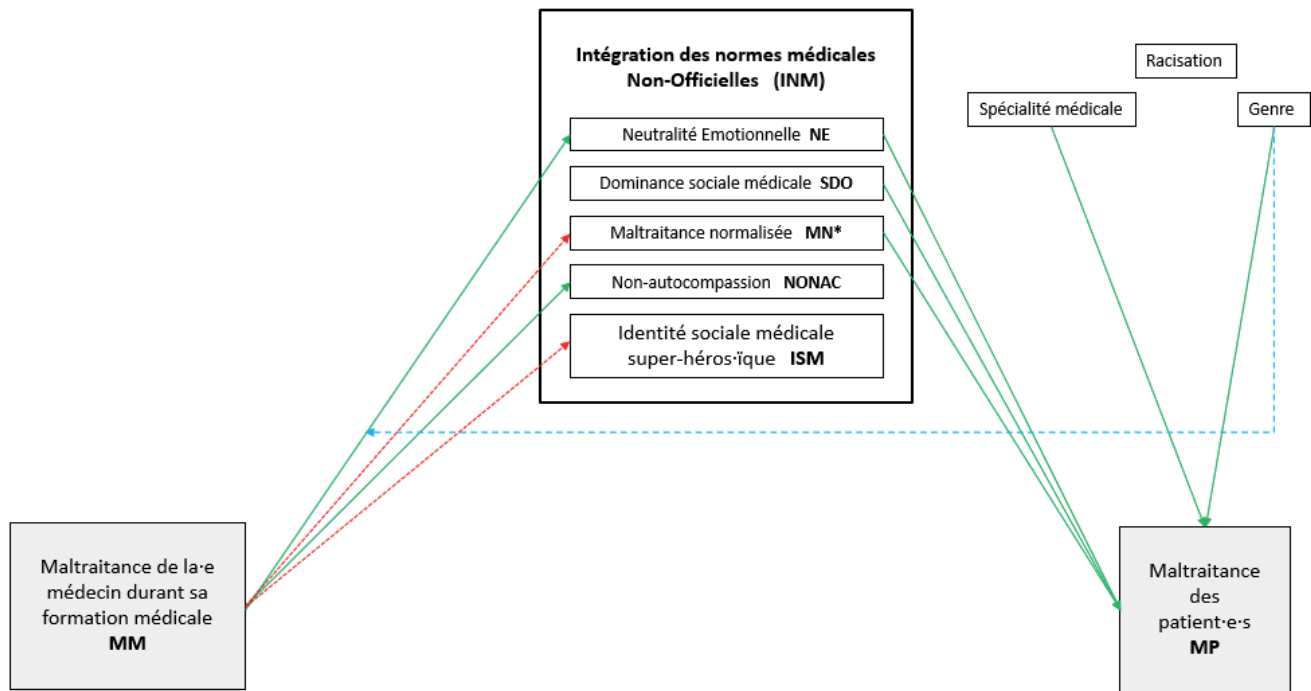 Intégration des normes médicales
Non-Officielles (INM)
Neutralité Emotionnelle NE
Dominance sociale médicale SDO
Maltraitance normalisée MN*
Non-autocompassion NONAC
Identité sociale médicale
super-héros·ïque ISM
Racisation
Spécialité médicale
Genre
Maltraitance de la·e
médecin durant sa
formation médicale
MM
Maltraitance
des
patient·e·s
MP